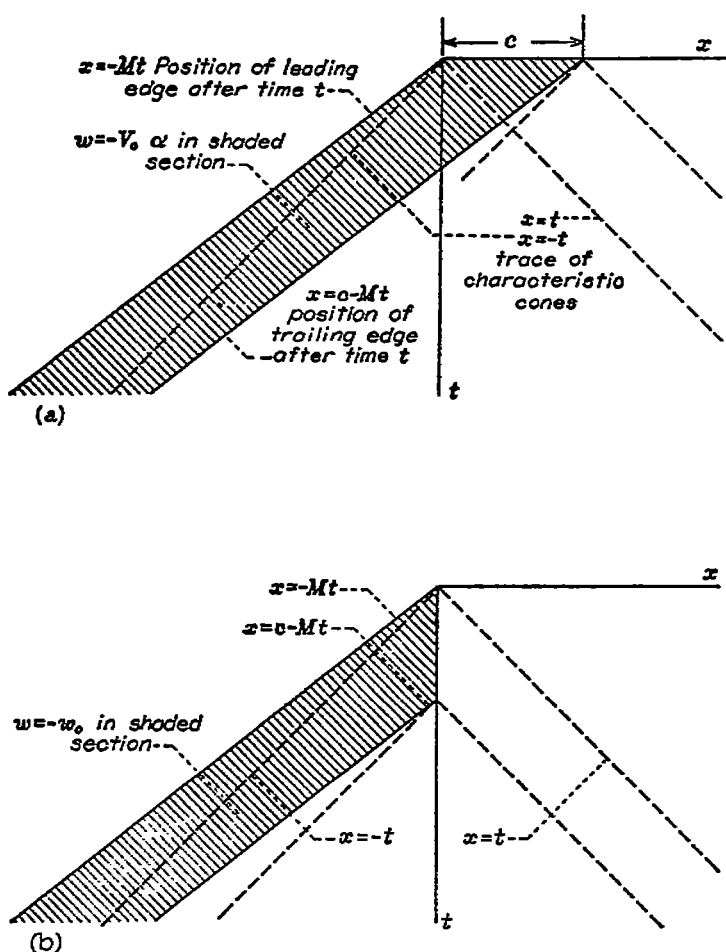 c
x
x=-Mt Position of leading
edge after time t
w=-V₀ α in shaded
section
x=t
x=-t
trace of
characteristic
cones
x=c-Mt
position of
trailing edge
after time t
t
(a)
x
x=-Mt
x=c-Mt
w=-w₀ in shaded
section
x=-t
x=t
t
(b)